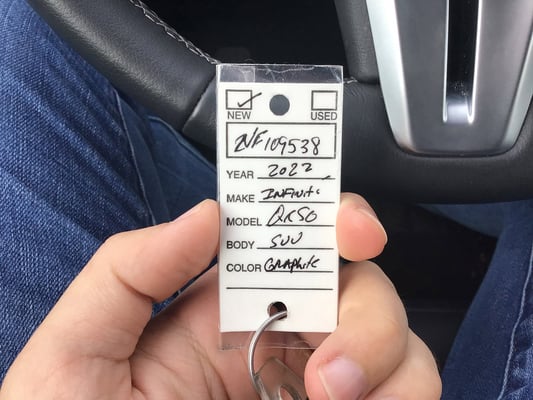 NEW USED
NF109538
YEAR 2022
MAKE INFINITI
MODEL QX50
BODY SUV
COLOR GRAPHITE